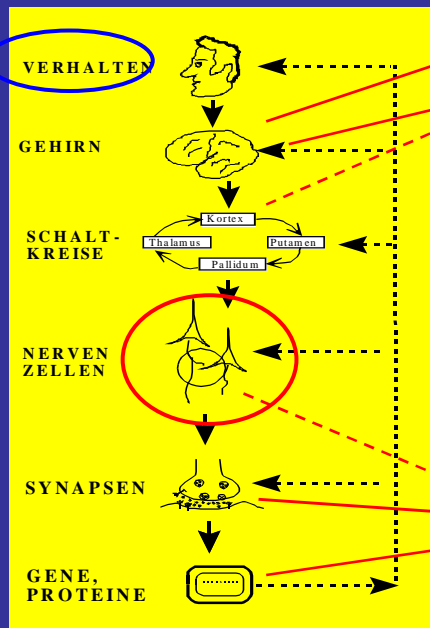 VERHALTEN
GEHIRN
SCHALT-
KREISE
Kortex
Thalamus Putamen
Pallidum
NERVEN
ZELLEN
SYNAPSEN
GENE,
PROTEINE